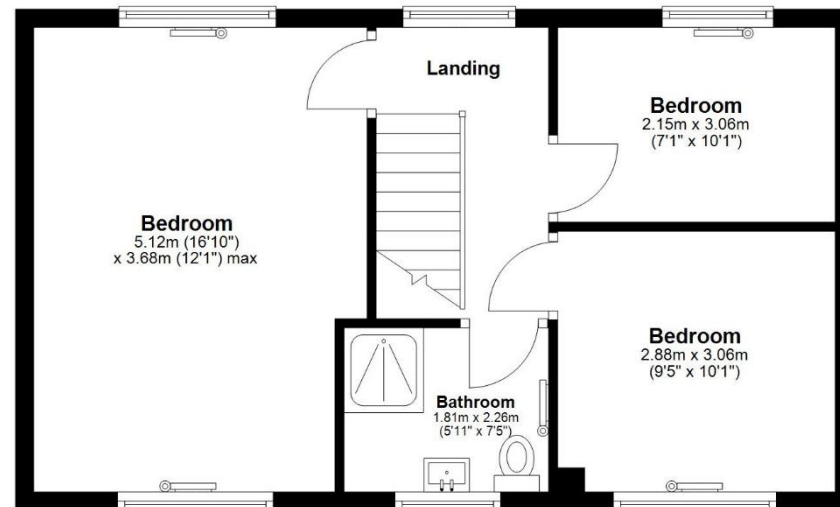 Landing
Bedroom
2.15m x 3.06m
(7'1" x 10'1")
Bedroom
5.12m (16'10")
x 3.68m (12'1") max
Bedroom
2.88m x 3.06m
(9'5" x 10'1")
Bathroom
1.81m x 2.26m
(5'11" x 7'5")